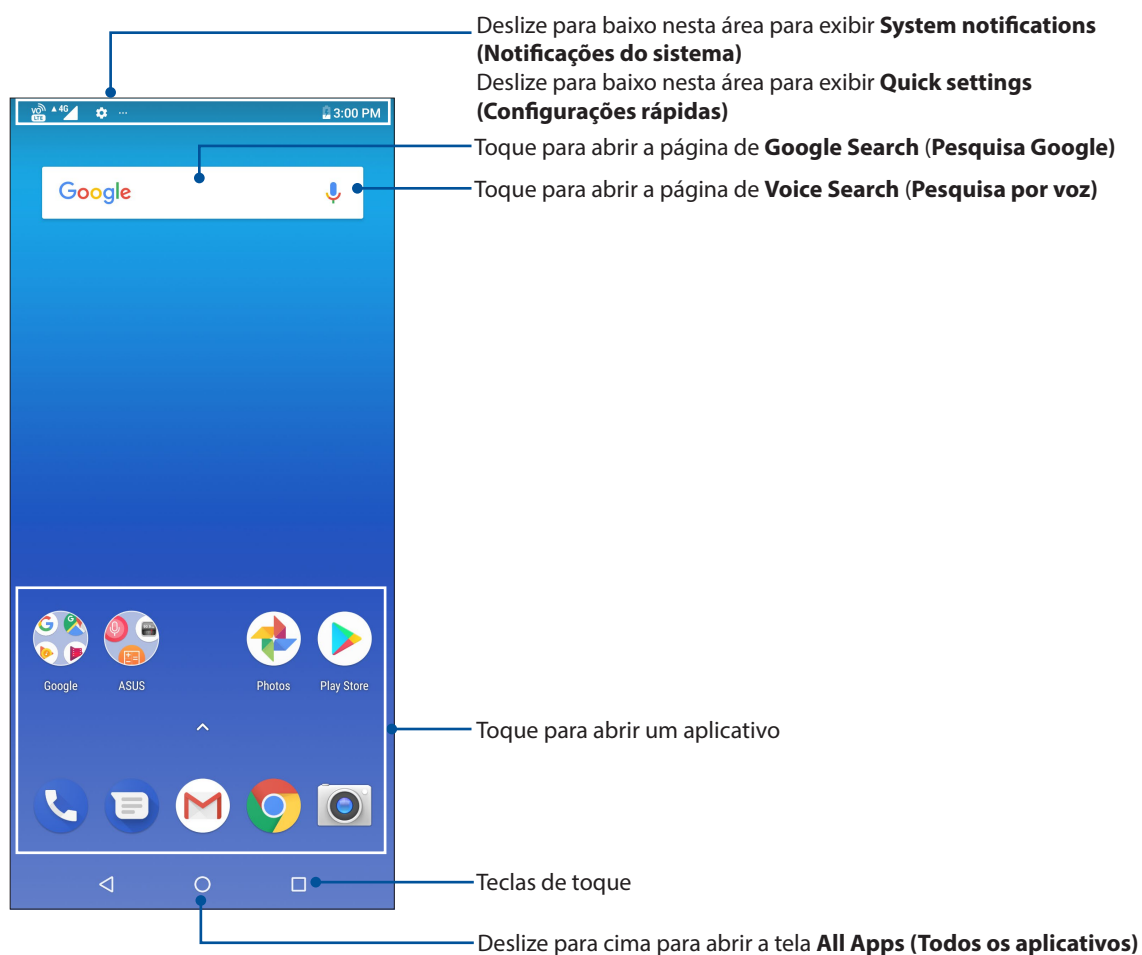 Deslize para baixo nesta área para exibir System notifications
(Notificações do sistema)
Deslize para baixo nesta área para exibir Quick settings
(Configurações rápidas)
VO LTE 4G ... 3:00 PM
Toque para abrir a página de Google Search (Pesquisa Google)
Google
Toque para abrir a página de Voice Search (Pesquisa por voz)
Google ASUS Photos Play Store
Toque para abrir um aplicativo
Teclas de toque
Deslize para cima para abrir a tela All Apps (Todos os aplicativos)